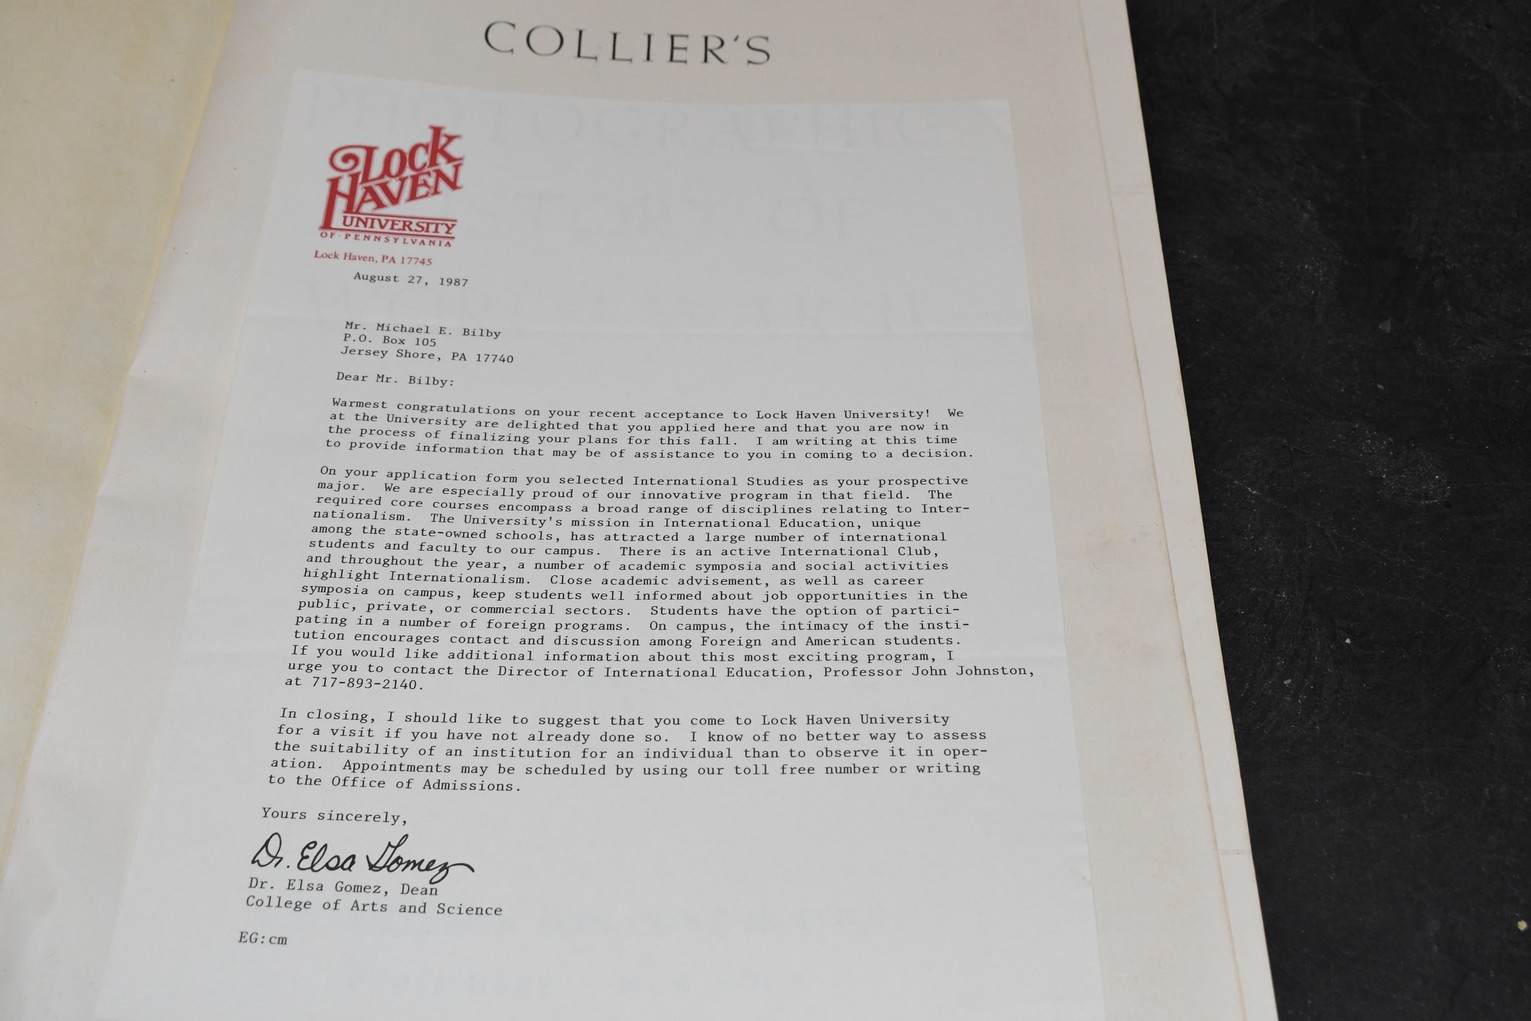 COLLIER'S
PHOTOGRAPHIC
LOCK
HAVEN
UNIVERSITY
OF • PENNSYLVANIA
Lock Haven, PA 17745
August 27, 1987
Mr. Michael E. Bilby
P.O. Box 105
Jersey Shore, PA 17740
Dear Mr. Bilby:
Warmest congratulations on your recent acceptance to Lock Haven University! We
at the University are delighted that you applied here and that you are now in
the process of finalizing your plans for this fall. I am writing at this time
to provide information that may be of assistance to you in coming to a decision.
On your application form you selected International Studies as your prospective
major. We are especially proud of our innovative program in that field. The
required core courses encompass a broad range of disciplines relating to Inter-
nationalism. The University's mission in International Education, unique
among the state-owned schools, has attracted a large number of international
students and faculty to our campus. There is an active International Club,
and throughout the year, a number of academic symposia and social activities
highlight Internationalism. Close academic advisement, as well as career
symposia on campus, keep students well informed about job opportunities in the
public, private, or commercial sectors. Students have the option of partici-
pating in a number of foreign programs. On campus, the intimacy of the insti-
tution encourages contact and discussion among Foreign and American students.
If you would like additional information about this most exciting program, I
urge you to contact the Director of International Education, Professor John Johnston,
at 717-893-2140.
In closing, I should like to suggest that you come to Lock Haven University
for a visit if you have not already done so. I know of no better way to assess
the suitability of an institution for an individual than to observe it in oper-
ation. Appointments may be scheduled by using our toll free number or writing
to the Office of Admissions.
Yours sincerely,
Dr. Elsa Gomez
Dr. Elsa Gomez, Dean
College of Arts and Science
EG:cm